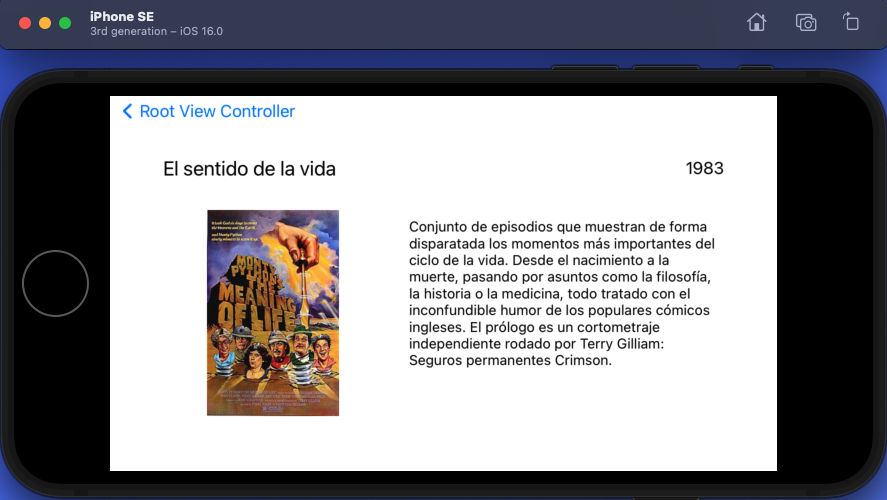 iPhone SE
3rd generation – iOS 16.0
Root View Controller
El sentido de la vida
1983
MONTY
PYTHON'S
THE
MEANING
OF LIFE
Conjunto de episodios que muestran de forma
disparatada los momentos más importantes del
ciclo de la vida. Desde el nacimiento a la
muerte, pasando por asuntos como la filosofía,
la historia o la medicina, todo tratado con el
inconfundible humor de los populares cómicos
ingleses. El prólogo es un cortometraje
independiente rodado por Terry Gilliam:
Seguros permanentes Crimson.